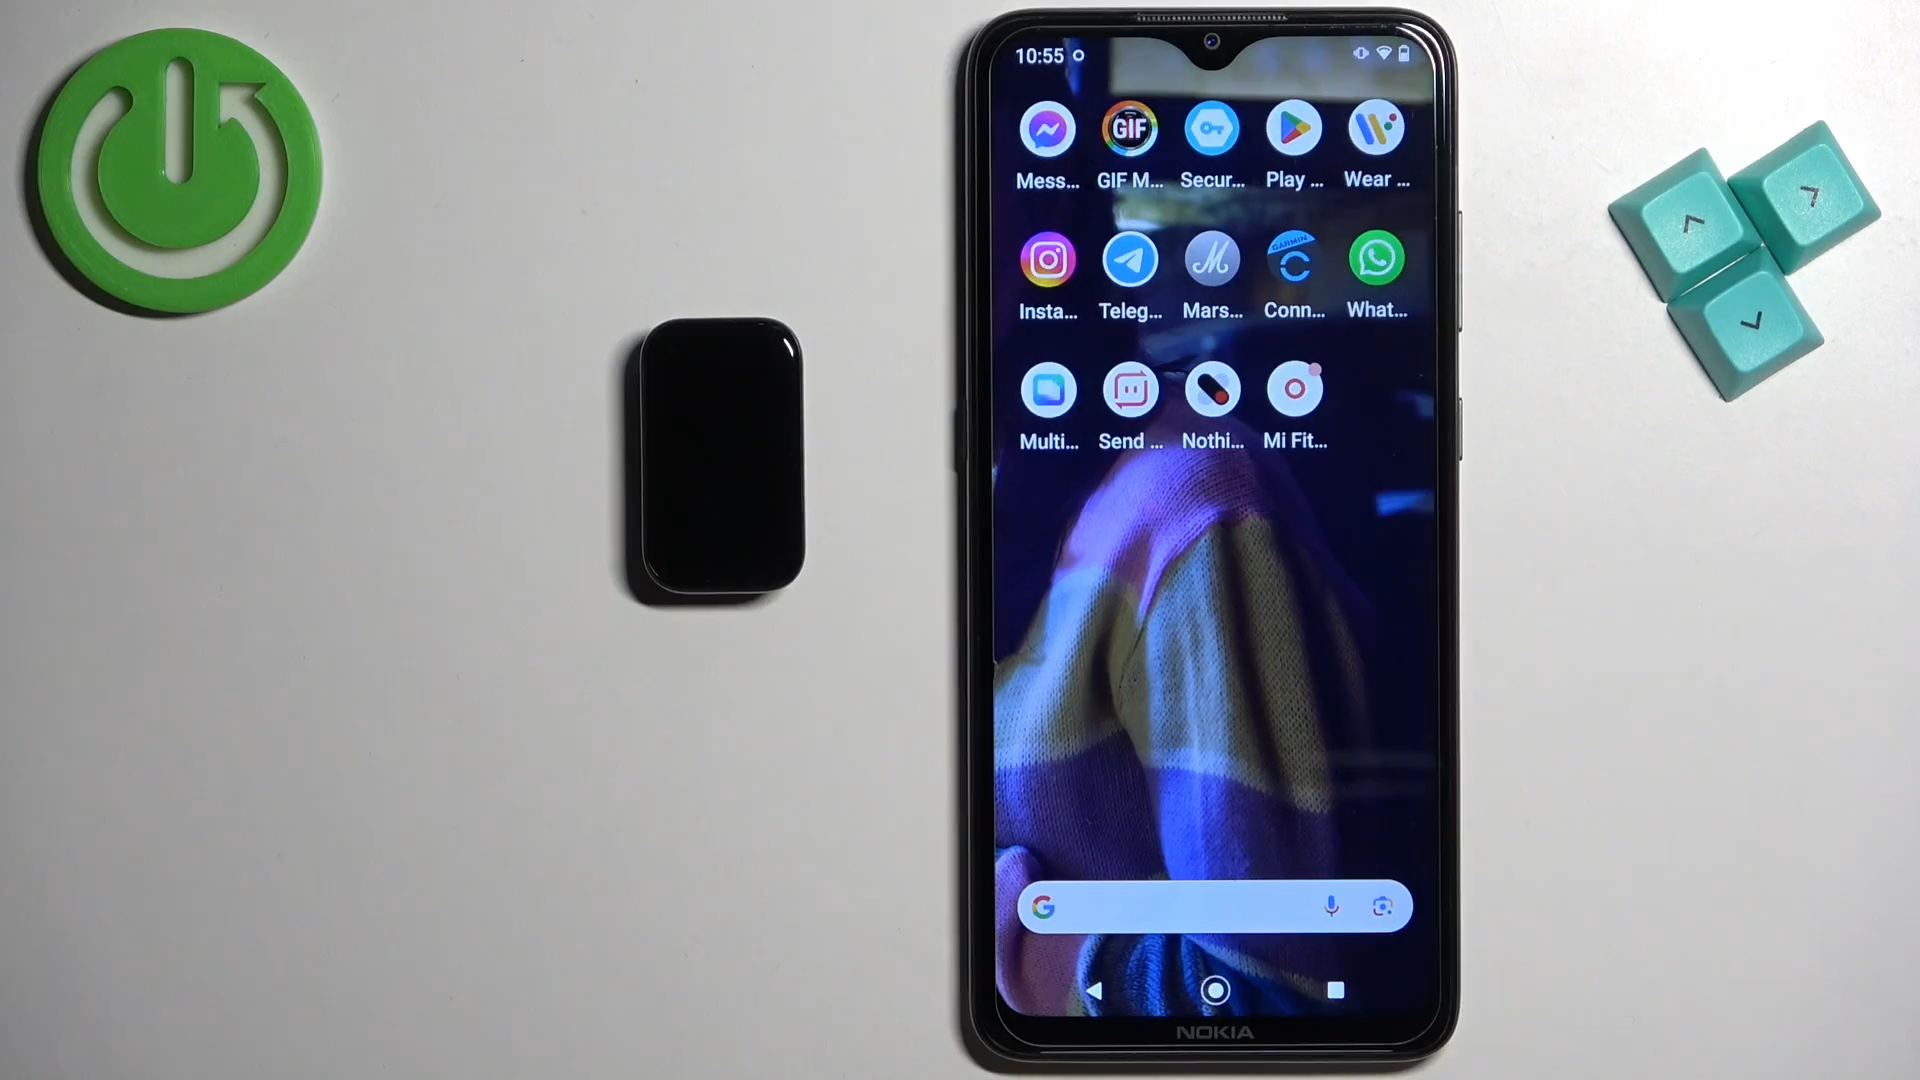 10:55
Mess... GIF M... Secur... Play ... Wear ...
GIF
GARMIN
Insta... Teleg... Mars... Conn... What...
Multi... Send ... Nothi... Mi Fit...
NOKIA